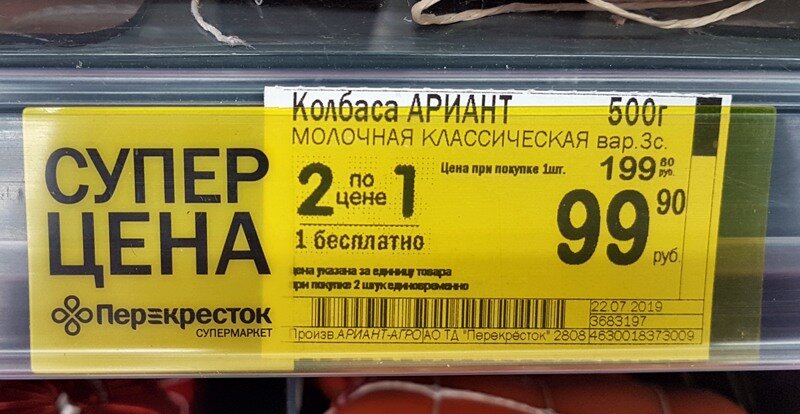 Колбаса АРИАНТ 500г
МОЛОЧНАЯ КЛАССИЧЕСКАЯ вар.3с.
СУПЕР
ЦЕНА
Перекресток
СУПЕРМАРКЕТ
2 по цене 1
1 бесплатно
Цена при покупке 1шт. 199 80 руб.
99 90 руб.
цена указана за единицу товара
при покупке 2 штук единовременно
22.07.2019
3683197
Произв.АРИАНТ-АГРО АО ТД "Перекрёсток" 2808 4630018373009